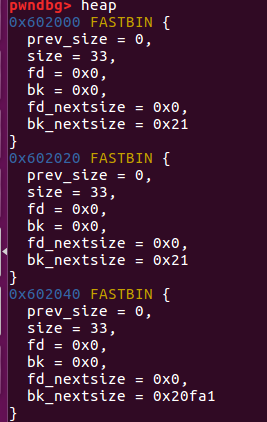 pwndbg> heap
0x602000 FASTBIN {
  prev_size = 0,
  size = 33,
  fd = 0x0,
  bk = 0x0,
  fd_nextsize = 0x0,
  bk_nextsize = 0x21
}
0x602020 FASTBIN {
  prev_size = 0,
  size = 33,
  fd = 0x0,
  bk = 0x0,
  fd_nextsize = 0x0,
  bk_nextsize = 0x21
}
0x602040 FASTBIN {
  prev_size = 0,
  size = 33,
  fd = 0x0,
  bk = 0x0,
  fd_nextsize = 0x0,
  bk_nextsize = 0x20fa1
}